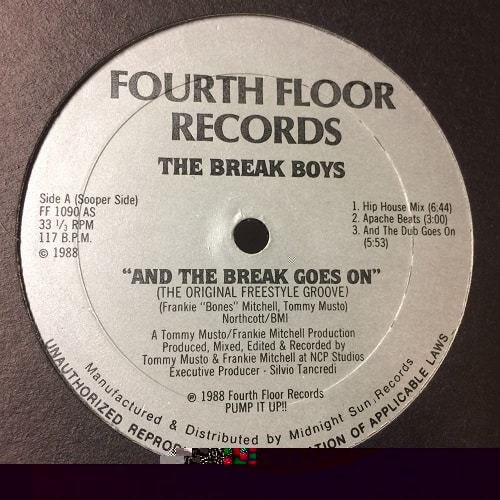 FOURTH FLOOR
RECORDS
THE BREAK BOYS
Side A (Sooper Side)
FF 1090 AS
33 1/3 RPM
117 B.P.M.
© 1988
1. Hip House Mix (6:44)
2. Apache Beats (3:00)
3. And The Dub Goes On
(5:53)
"AND THE BREAK GOES ON"
(THE ORIGINAL FREESTYLE GROOVE)
(Frankie "Bones" Mitchell, Tommy Musto)
Northcott/BMI
A Tommy Musto/Frankie Mitchell Production
Produced, Mixed, Edited & Recorded by
Tommy Musto & Frankie Mitchell at NCP Studios
Executive Producer - Silvio Tancredi
℗ 1988 Fourth Floor Records
PUMP IT UP!!
Manufactured & Distributed by Midnight Sun Records
UNAUTHORIZED OF APPLICABLE LAWS